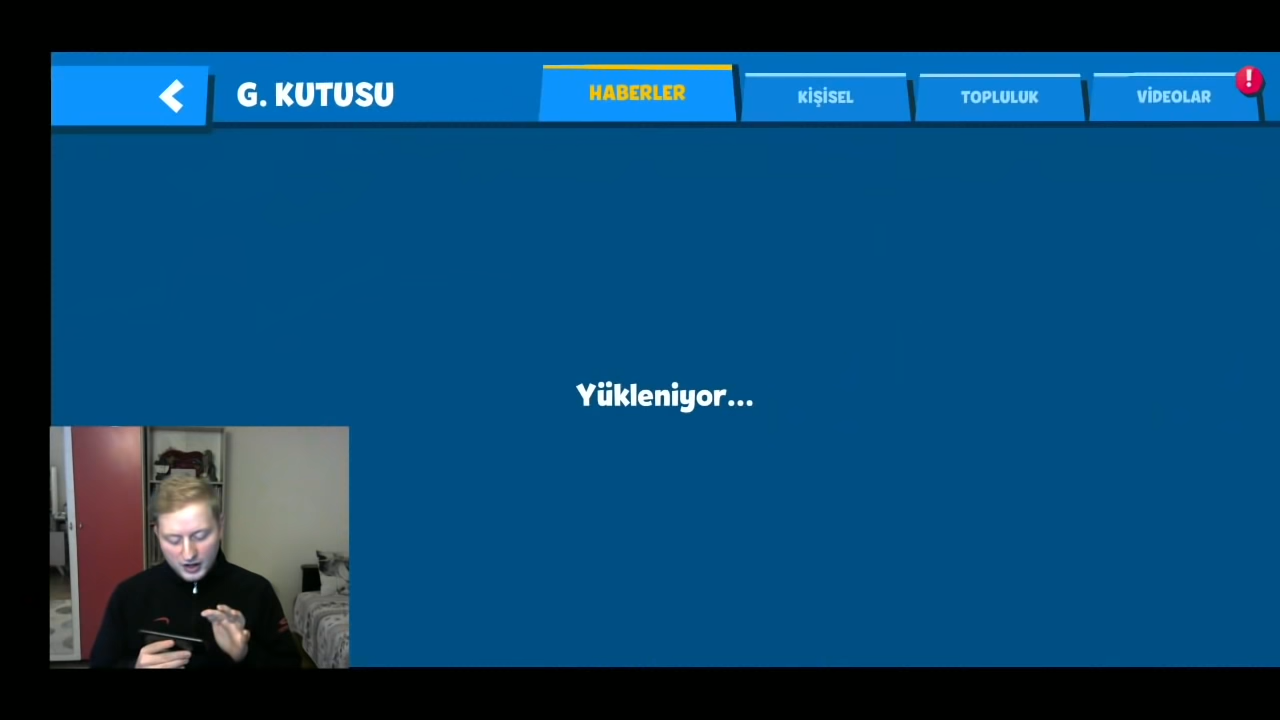 G. KUTUSU
HABERLER
KİŞİSEL
TOPLULUK
VİDEOLAR
!
Yükleniyor...